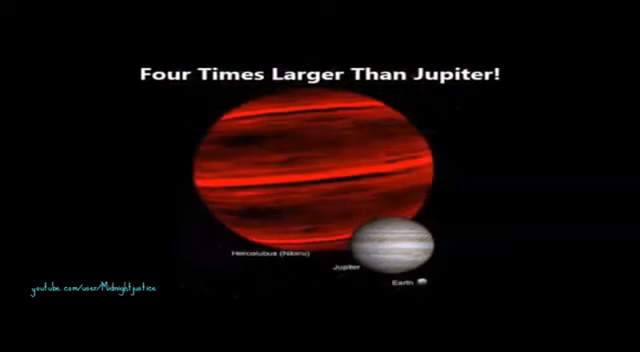 Four Times Larger Than Jupiter!
Hercolubus (Nibiru)
Jupiter
Earth
youtube.com/user/Midnightjustice